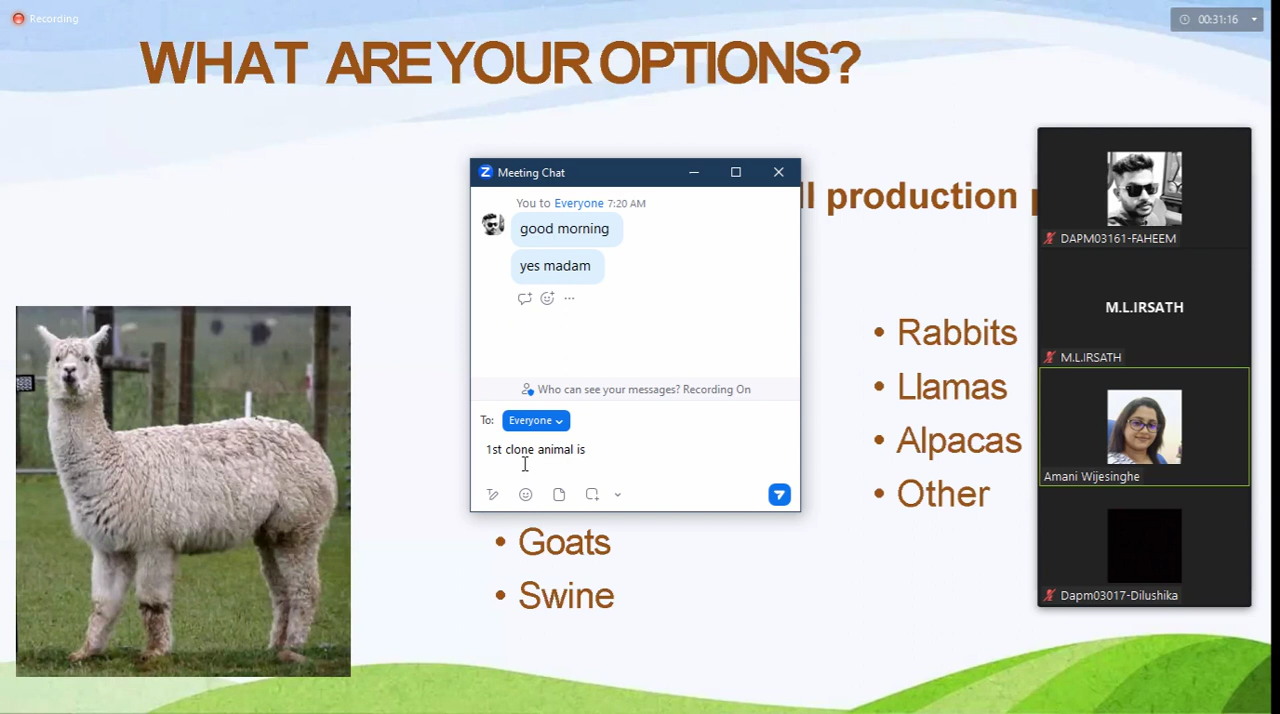 Recording
00:31:16
WHAT ARE YOUR OPTIONS?
Meeting Chat
You to Everyone 7:20 AM
good morning
yes madam
Who can see your messages? Recording On
To: Everyone
1st clone animal is
production
• Goats
• Swine
• Rabbits
• Llamas
• Alpacas
• Other
DAPM03161-FAHEEM
M.L.IRSATH
M.L.IRSATH
Amani Wijesinghe
Dapm03017-Dilushika